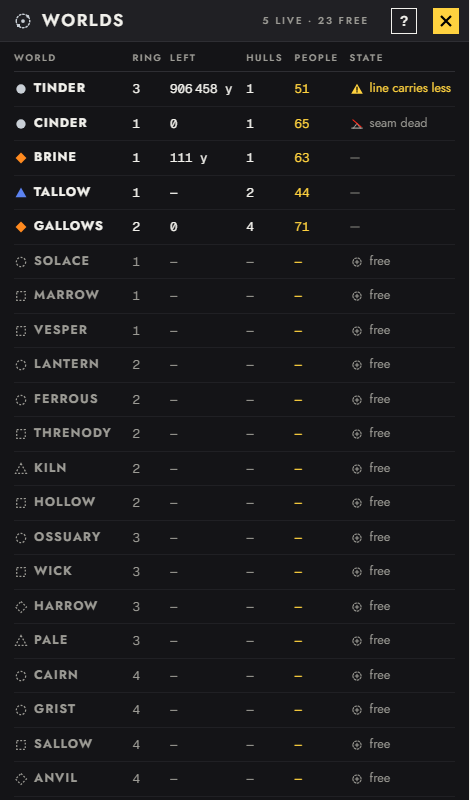 WORLDS 5 LIVE · 23 FREE ?
WORLD RING LEFT HULLS PEOPLE STATE
TINDER 3 906 458 y 1 51 line carries less
CINDER 1 0 1 65 seam dead
BRINE 1 111 y 1 63 –
TALLOW 1 – 2 44 –
GALLOWS 2 0 4 71 –
SOLACE 1 – – – free
MARROW 1 – – – free
VESPER 1 – – – free
LANTERN 2 – – – free
FERROUS 2 – – – free
THRENODY 2 – – – free
KILN 2 – – – free
HOLLOW 2 – – – free
OSSUARY 3 – – – free
WICK 3 – – – free
HARROW 3 – – – free
PALE 3 – – – free
CAIRN 4 – – – free
GRIST 4 – – – free
SALLOW 4 – – – free
ANVIL 4 – – – free